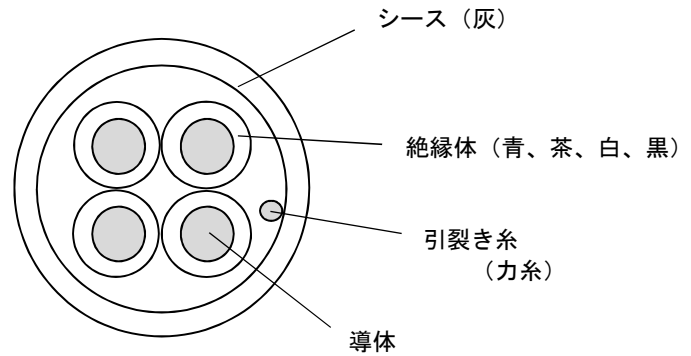 シース（灰）
絶縁体（青、茶、白、黒）
引裂き糸
（力糸）
導体